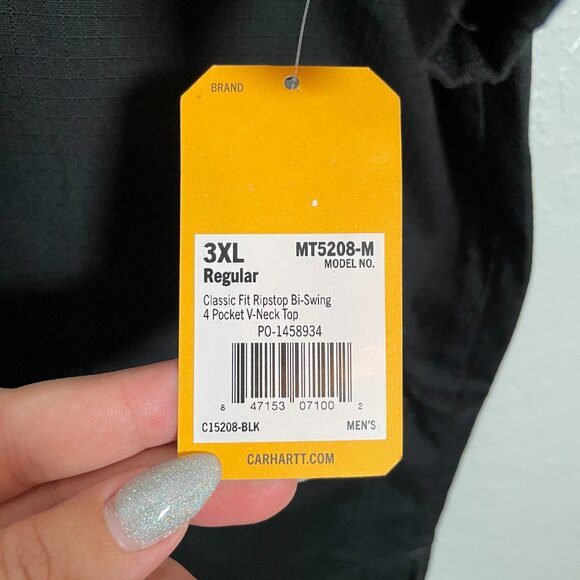 BRAND
3XL
Regular
MT5208-M
MODEL NO.
Classic Fit Ripstop Bi-Swing
4 Pocket V-Neck Top
PO-1458934
8 47153 07100 2
C15208-BLK MEN'S
CARHARTT.COM